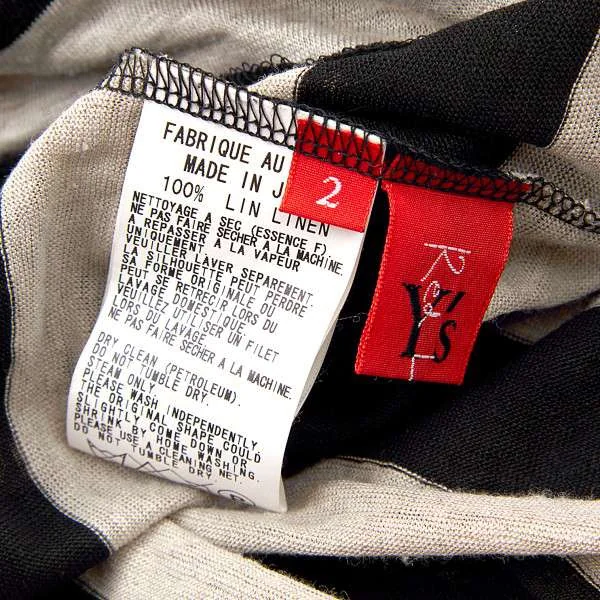 FABRIQUE AU
MADE IN J
100% LIN LINEN
NETTOYAGE A SEC (ESSENCE F)
NE PAS FAIRE SECHER A LA MACHINE.
A REPASSER
UNIQUEMENT A LA VAPEUR
VEUILLER LAVER SEPAREMENT.
LA SILHOUETTE PEUT PERDRE
SA FORME ORIGINALE OU
PEUT SE RETRECIR LORS DU
LAVAGE DOMESTIQUE.
VEUILLEZ UTILISER UN FILET
LORS DU LAVAGE.
NE PAS FAIRE SECHER A LA MACHINE.
DRY CLEAN (PETROLEUM).
DO NOT TUMBLE DRY.
STEAM ONLY
PLEASE WASH INDEPENDENTLY.
THE ORIGINAL SHAPE COULD
SLIGHTLY COME DOWN OR
SHRINK BY HOME WASHING.
PLEASE USE A CLEANING NET.
DO NOT TUMBLE DRY
2
Red
Y's